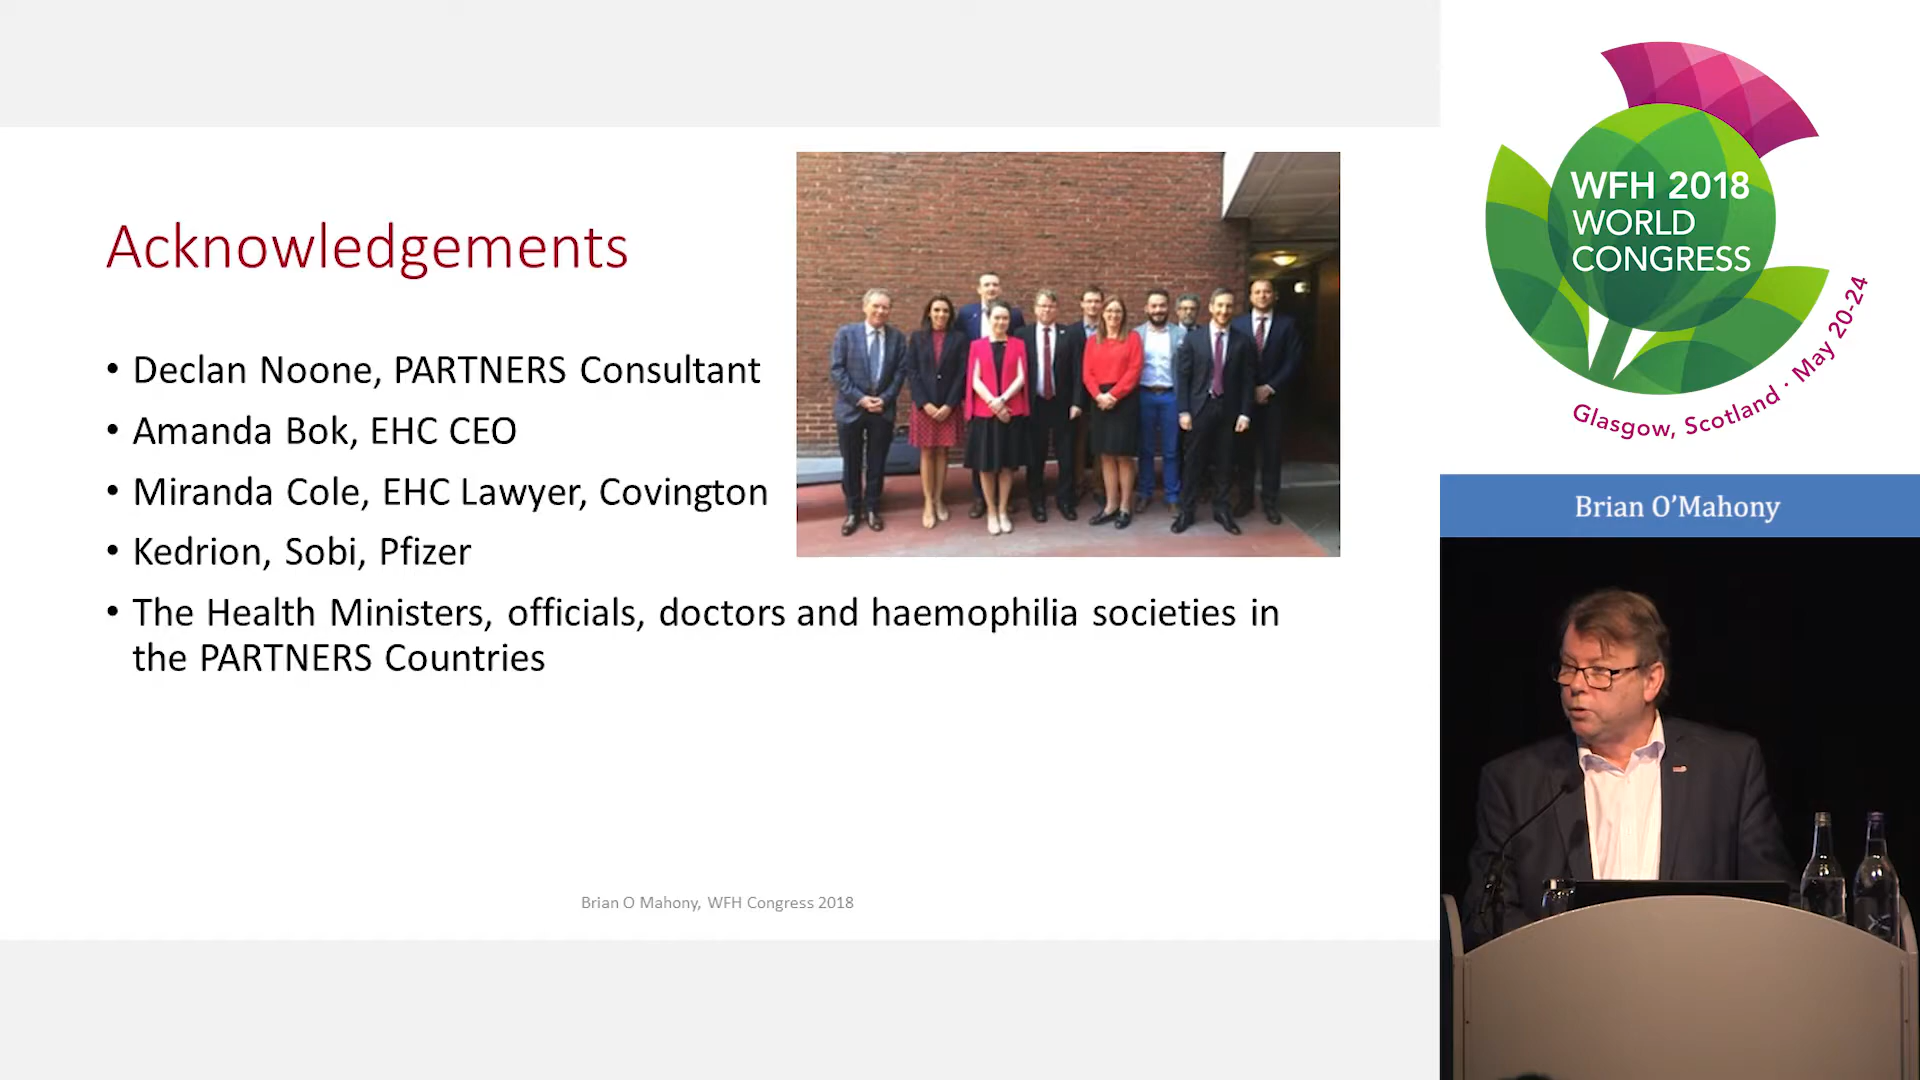 Acknowledgements
• Declan Noone, PARTNERS Consultant
• Amanda Bok, EHC CEO
• Miranda Cole, EHC Lawyer, Covington
• Kedrion, Sobi, Pfizer
• The Health Ministers, officials, doctors and haemophilia societies in
the PARTNERS Countries
Brian O Mahony, WFH Congress 2018
WFH 2018
WORLD
CONGRESS
Glasgow, Scotland · May 20-24
Brian O’Mahony